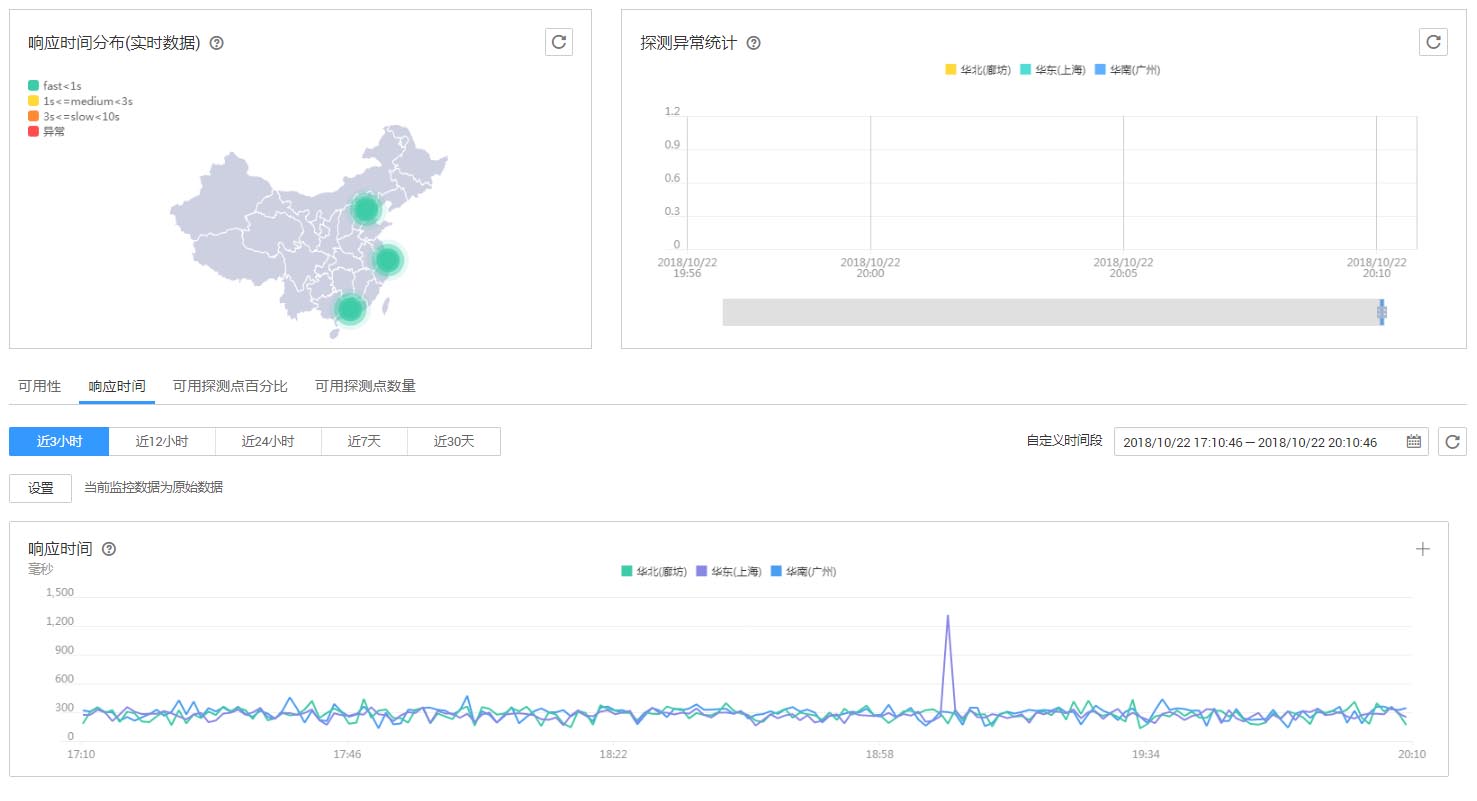 响应时间分布(实时数据)
fast<1s
1s<=medium<3s
3s<=slow<10s
异常
探测异常统计
华北(廊坊) 华东(上海) 华南(广州)
1.2
0.9
0.6
0.3
0
2018/10/22 2018/10/22 2018/10/22 2018/10/22
19:56 20:00 20:05 20:10
可用性 响应时间 可用探测点百分比 可用探测点数量
近3小时 近12小时 近24小时 近7天 近30天 自定义时间段 2018/10/22 17:10:46 – 2018/10/22 20:10:46
设置 当前监控数据为原始数据
响应时间
毫秒
华北(廊坊) 华东(上海) 华南(广州)
1,500
1,200
900
600
300
0
17:10 17:46 18:22 18:58 19:34 20:10